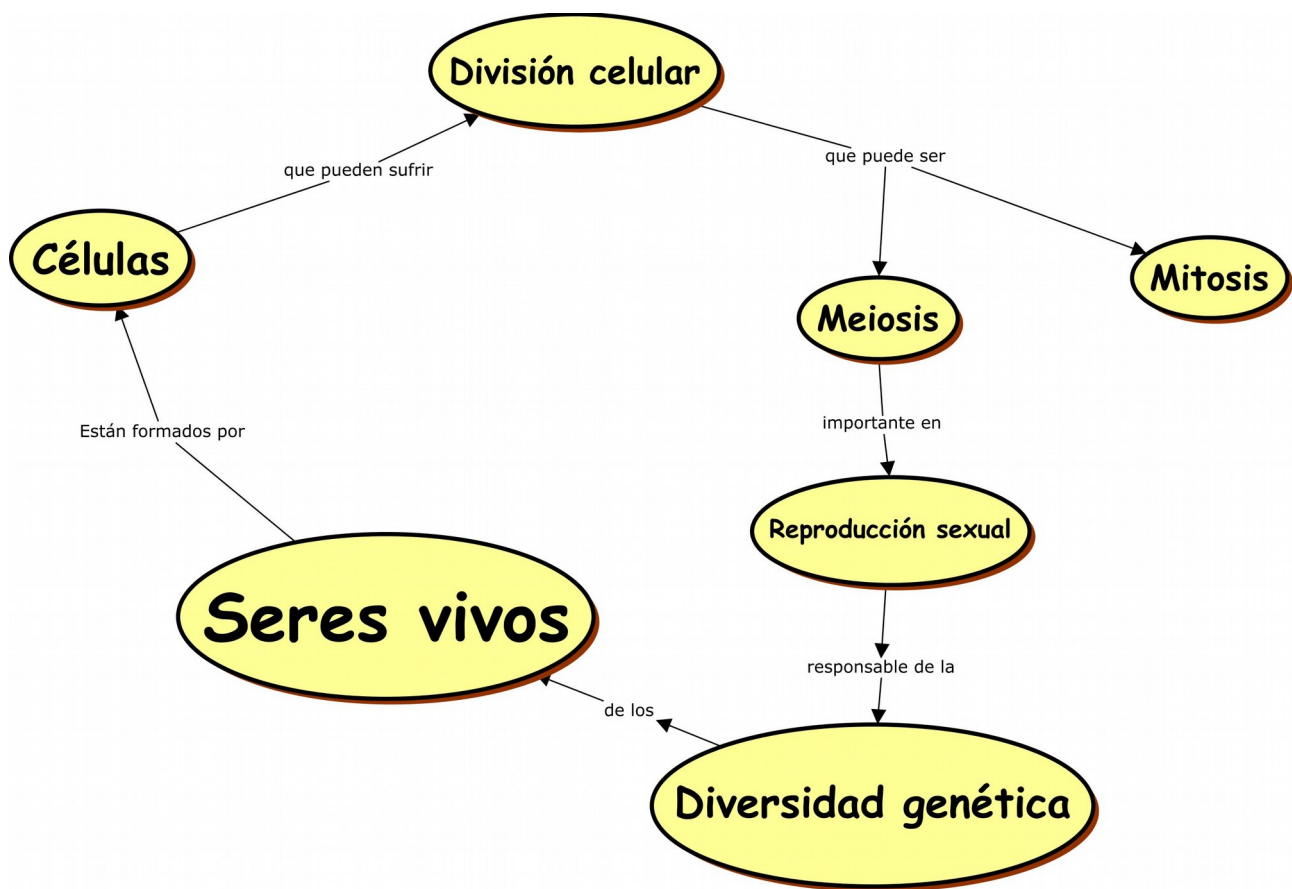 División celular
que pueden sufrir
que puede ser
Células
Mitosis
Meiosis
importante en
Están formados por
Reproducción sexual
Seres vivos
responsable de la
de los
Diversidad genética